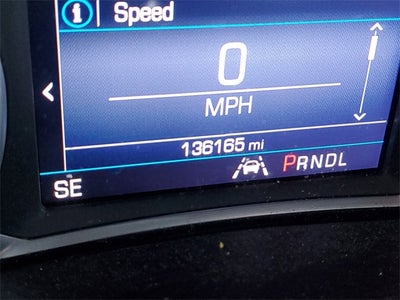 i Speed
0
MPH
136165 mi
PRNDL
SE